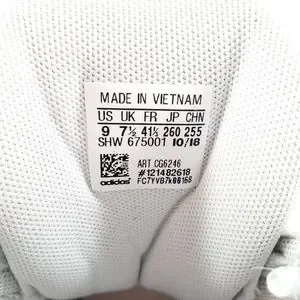 MADE IN VIETNAM
US UK FR JP CHN
9 7½ 41⅓ 260 255
SHW 675001 10/18
ART CG6246
#121482618
adidas